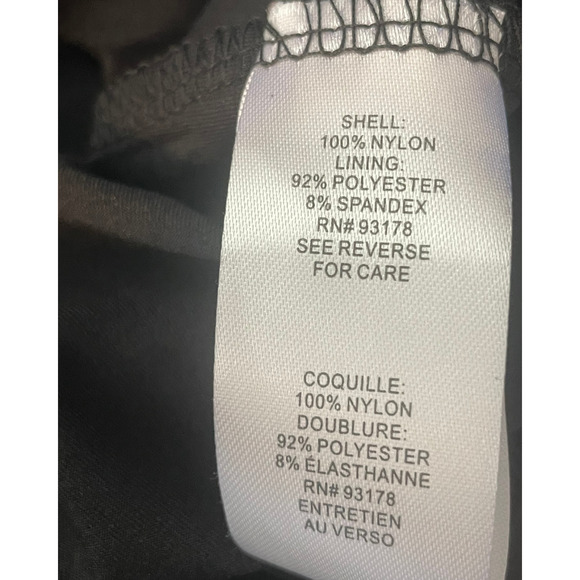 SHELL:
100% NYLON
LINING:
92% POLYESTER
8% SPANDEX
RN# 93178
SEE REVERSE
FOR CARE
COQUILLE:
100% NYLON
DOUBLURE:
92% POLYESTER
8% ÉLASTHANNE
RN# 93178
ENTRETIEN
AU VERSO